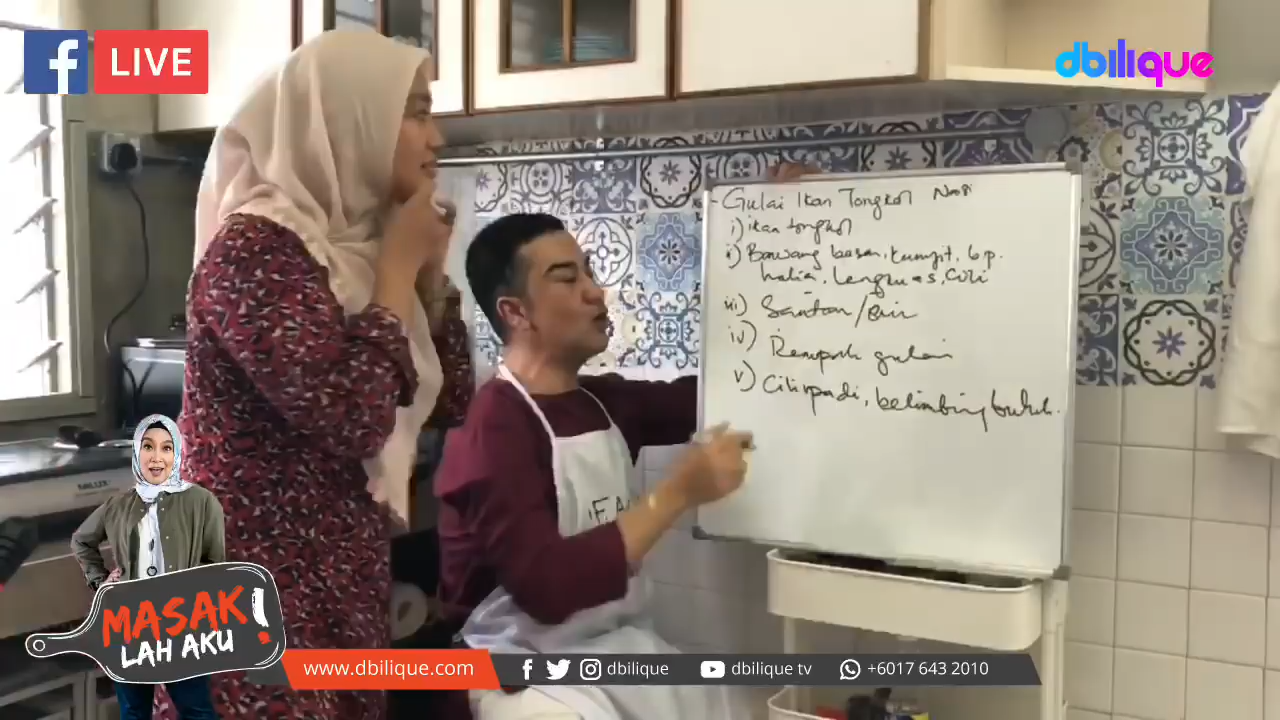 f LIVE
dbilique
- Gulai Ikan Tongkol Nasi
i) ikan tongkol
ii) Bawang besar, kunyit, b.p.
halia, lengkuas, Cili
iii) Santan / air
iv) Rempah gulai
v) Cili padi, belimbing buluh.
MILUX
MASAK!
LAH AKU
www.dbilique.com
dbilique
dbilique tv
+6017 643 2010